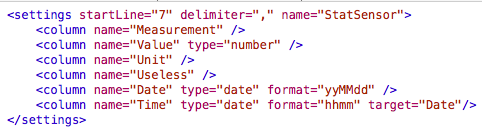 <settings startLine="7" delimiter="," name="StatSensor">
<column name="Measurement" />
<column name="Value" type="number" />
<column name="Unit" />
<column name="Useless" />
<column name="Date" type="date" format="yyMMdd" />
<column name="Time" type="date" format="hhmm" target="Date"/>
</settings>